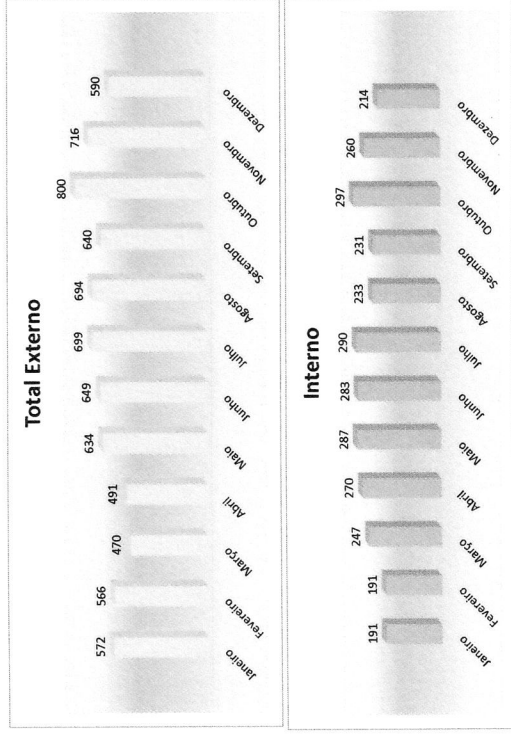 Total Externo
572 566 470 491 634 649 699 694 640 800 716 590
Janeiro Fevereiro Março Abril Maio Junho Julho Agosto Setembro Outubro Novembro Dezembro
Interno
191 191 247 270 287 283 290 233 231 297 260 214
Janeiro Fevereiro Março Abril Maio Junho Julho Agosto Setembro Outubro Novembro Dezembro